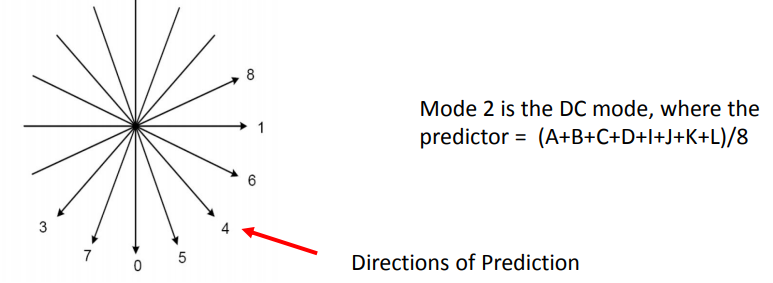 8
1
Mode 2 is the DC mode, where the
predictor = (A+B+C+D+I+J+K+L)/8
6
3
4
7
0
5
Directions of Prediction